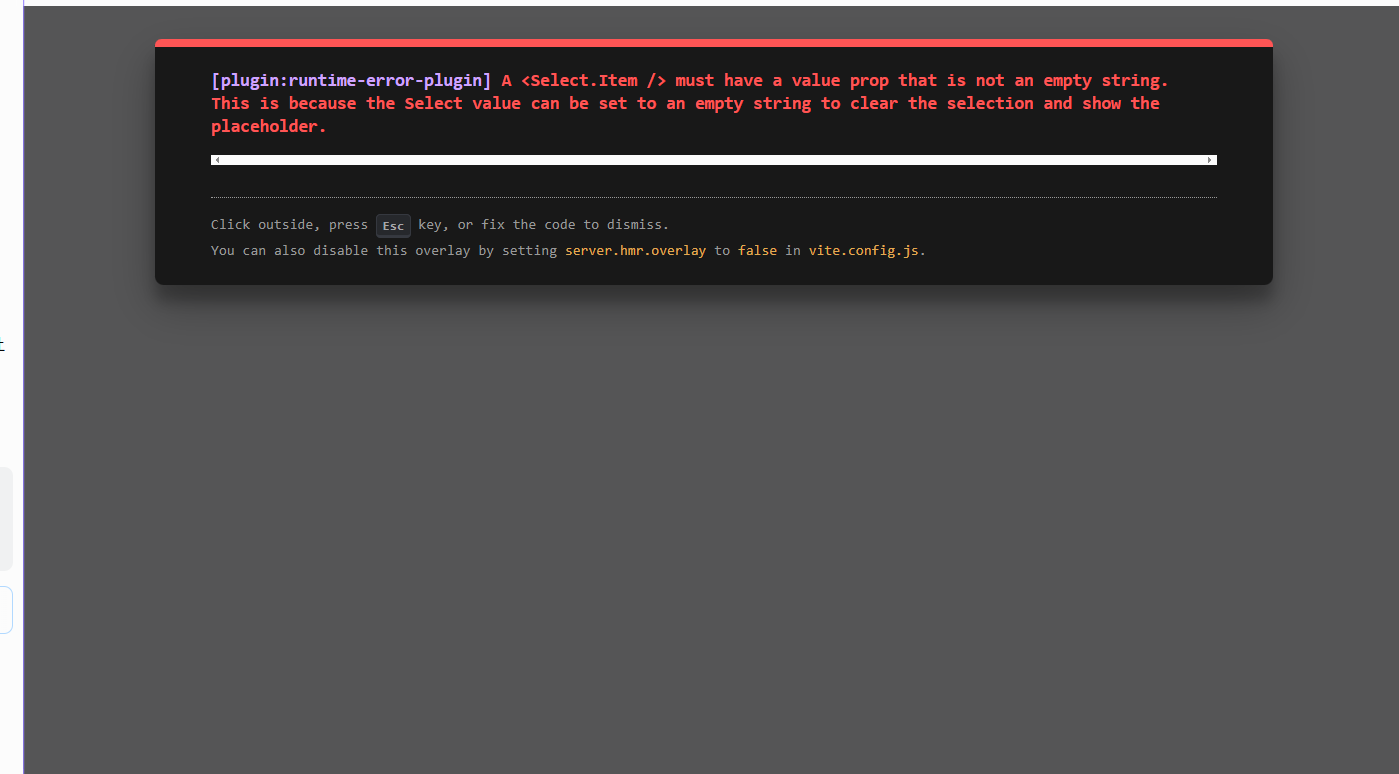 [plugin:runtime-error-plugin] A <Select.Item /> must have a value prop that is not an empty string.
This is because the Select value can be set to an empty string to clear the selection and show the
placeholder.
Click outside, press Esc key, or fix the code to dismiss.
You can also disable this overlay by setting server.hmr.overlay to false in vite.config.js.
t